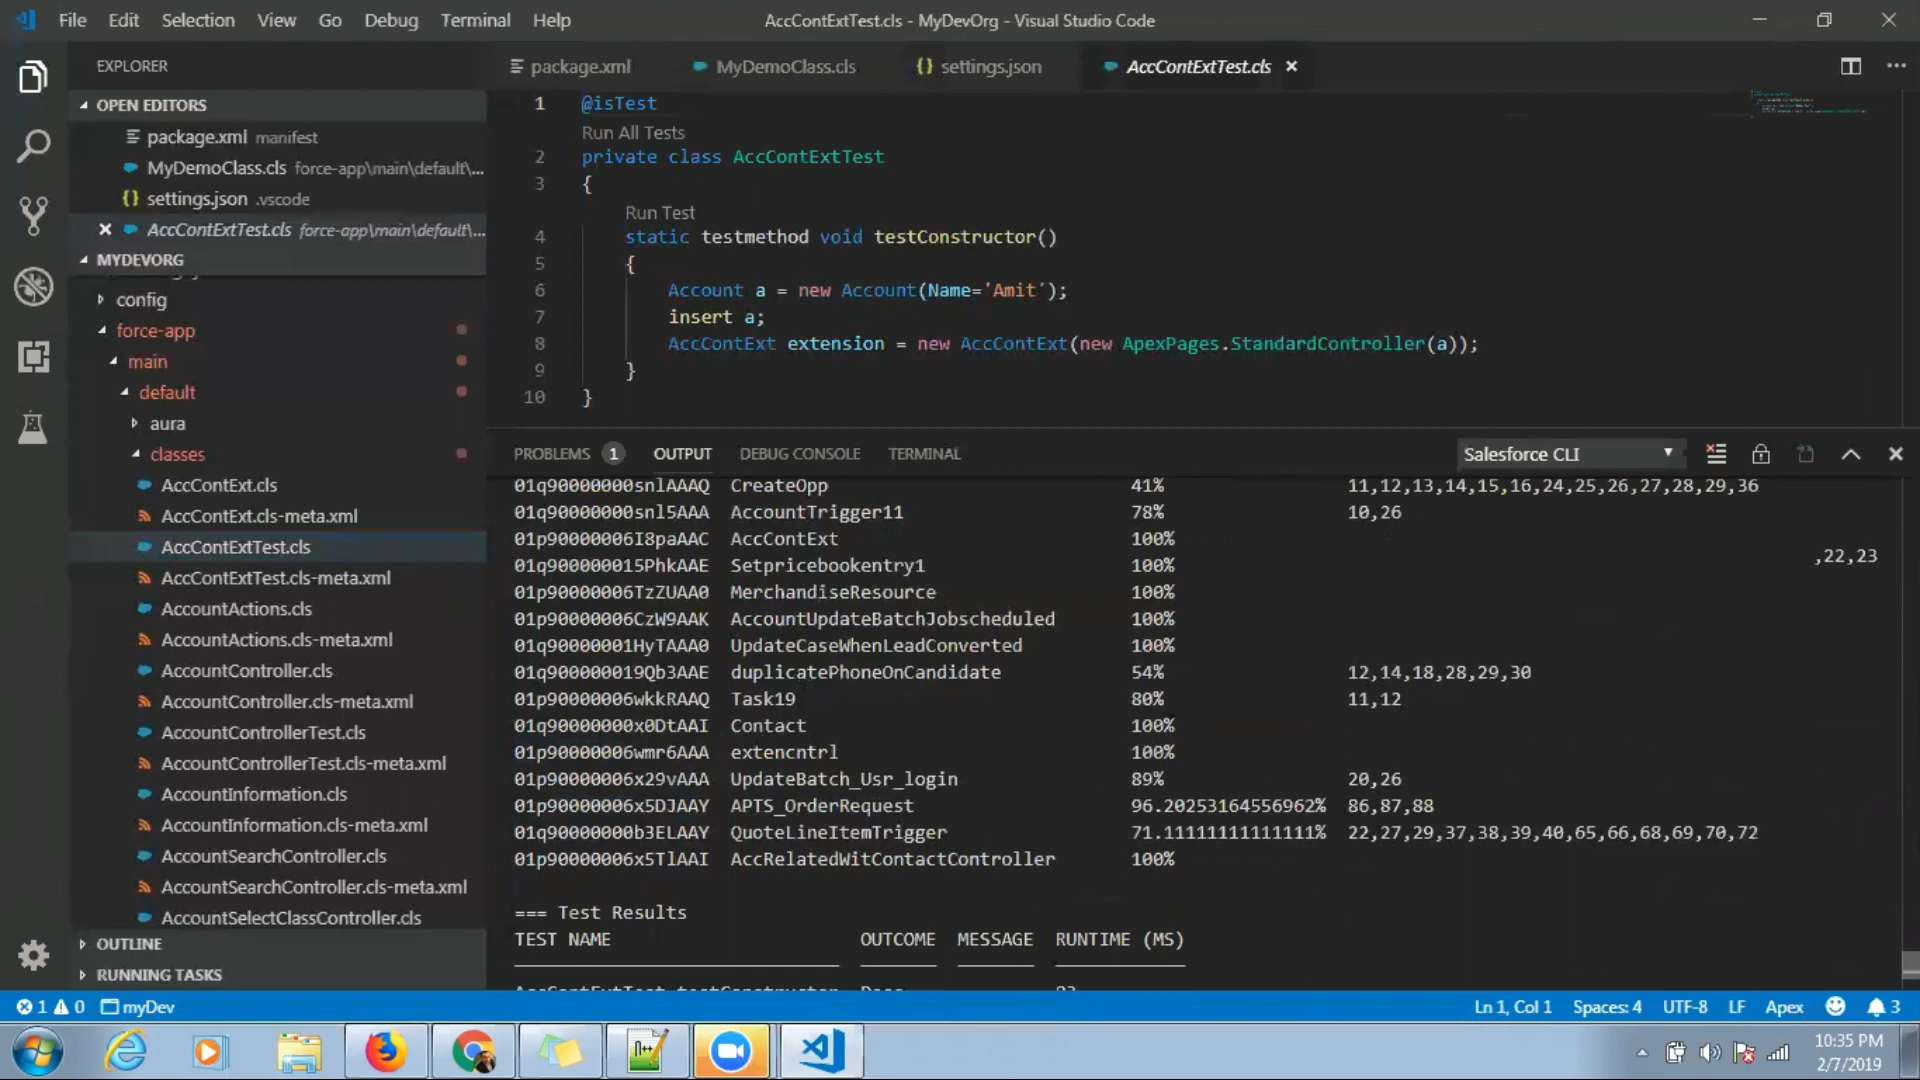 File Edit Selection View Go Debug Terminal Help
AccContExtTest.cls - MyDevOrg - Visual Studio Code
EXPLORER
OPEN EDITORS
package.xml manifest
MyDemoClass.cls force-app\main\default\...
settings.json .vscode
AccContExtTest.cls force-app\main\default\...
MYDEVORG
config
force-app
main
default
aura
classes
AccContExt.cls
AccContExt.cls-meta.xml
AccContExtTest.cls
AccContExtTest.cls-meta.xml
AccountActions.cls
AccountActions.cls-meta.xml
AccountController.cls
AccountController.cls-meta.xml
AccountControllerTest.cls
AccountControllerTest.cls-meta.xml
AccountInformation.cls
AccountInformation.cls-meta.xml
AccountSearchController.cls
AccountSearchController.cls-meta.xml
AccountSelectClassController.cls
OUTLINE
RUNNING TASKS
package.xml MyDemoClass.cls settings.json AccContExtTest.cls
1 @isTest
Run All Tests
2 private class AccContExtTest
3 {
Run Test
4 static testmethod void testConstructor()
5 {
6 Account a = new Account(Name='Amit');
7 insert a;
8 AccContExt extension = new AccContExt(new ApexPages.StandardController(a));
9 }
10 }
PROBLEMS 1 OUTPUT DEBUG CONSOLE TERMINAL Salesforce CLI
01q90000000snlAAAQ CreateOpp 41% 11,12,13,14,15,16,24,25,26,27,28,29,36
01q90000000snl5AAA AccountTrigger11 78% 10,26
01p90000006I8paAAC AccContExt 100%
,22,23
01q900000015PhkAAE Setpricebookentry1 100%
01p90000006TzZUAA0 MerchandiseResource 100%
01p90000006CzW9AAK AccountUpdateBatchJobscheduled 100%
01q90000001HyTAAA0 UpdateCaseWhenLeadConverted 100%
01q900000019Qb3AAE duplicatePhoneOnCandidate 54% 12,14,18,28,29,30
01p90000006wkkRAAQ Task19 80% 11,12
01q90000000x0DtAAI Contact 100%
01p90000006wmr6AAA extencntrl 100%
01p90000006x29vAAA UpdateBatch_Usr_login 89% 20,26
01p90000006x5DJAAY APTS_OrderRequest 96.20253164556962% 86,87,88
01q90000000b3ELAAY QuoteLineItemTrigger 71.11111111111111% 22,27,29,37,38,39,40,65,66,68,69,70,72
01p90000006x5TlAAI AccRelatedWitContactController 100%
=== Test Results
TEST NAME OUTCOME MESSAGE RUNTIME (MS)
1 0 myDev
Ln 1, Col 1 Spaces: 4 UTF-8 LF Apex 3
10:35 PM
2/7/2019